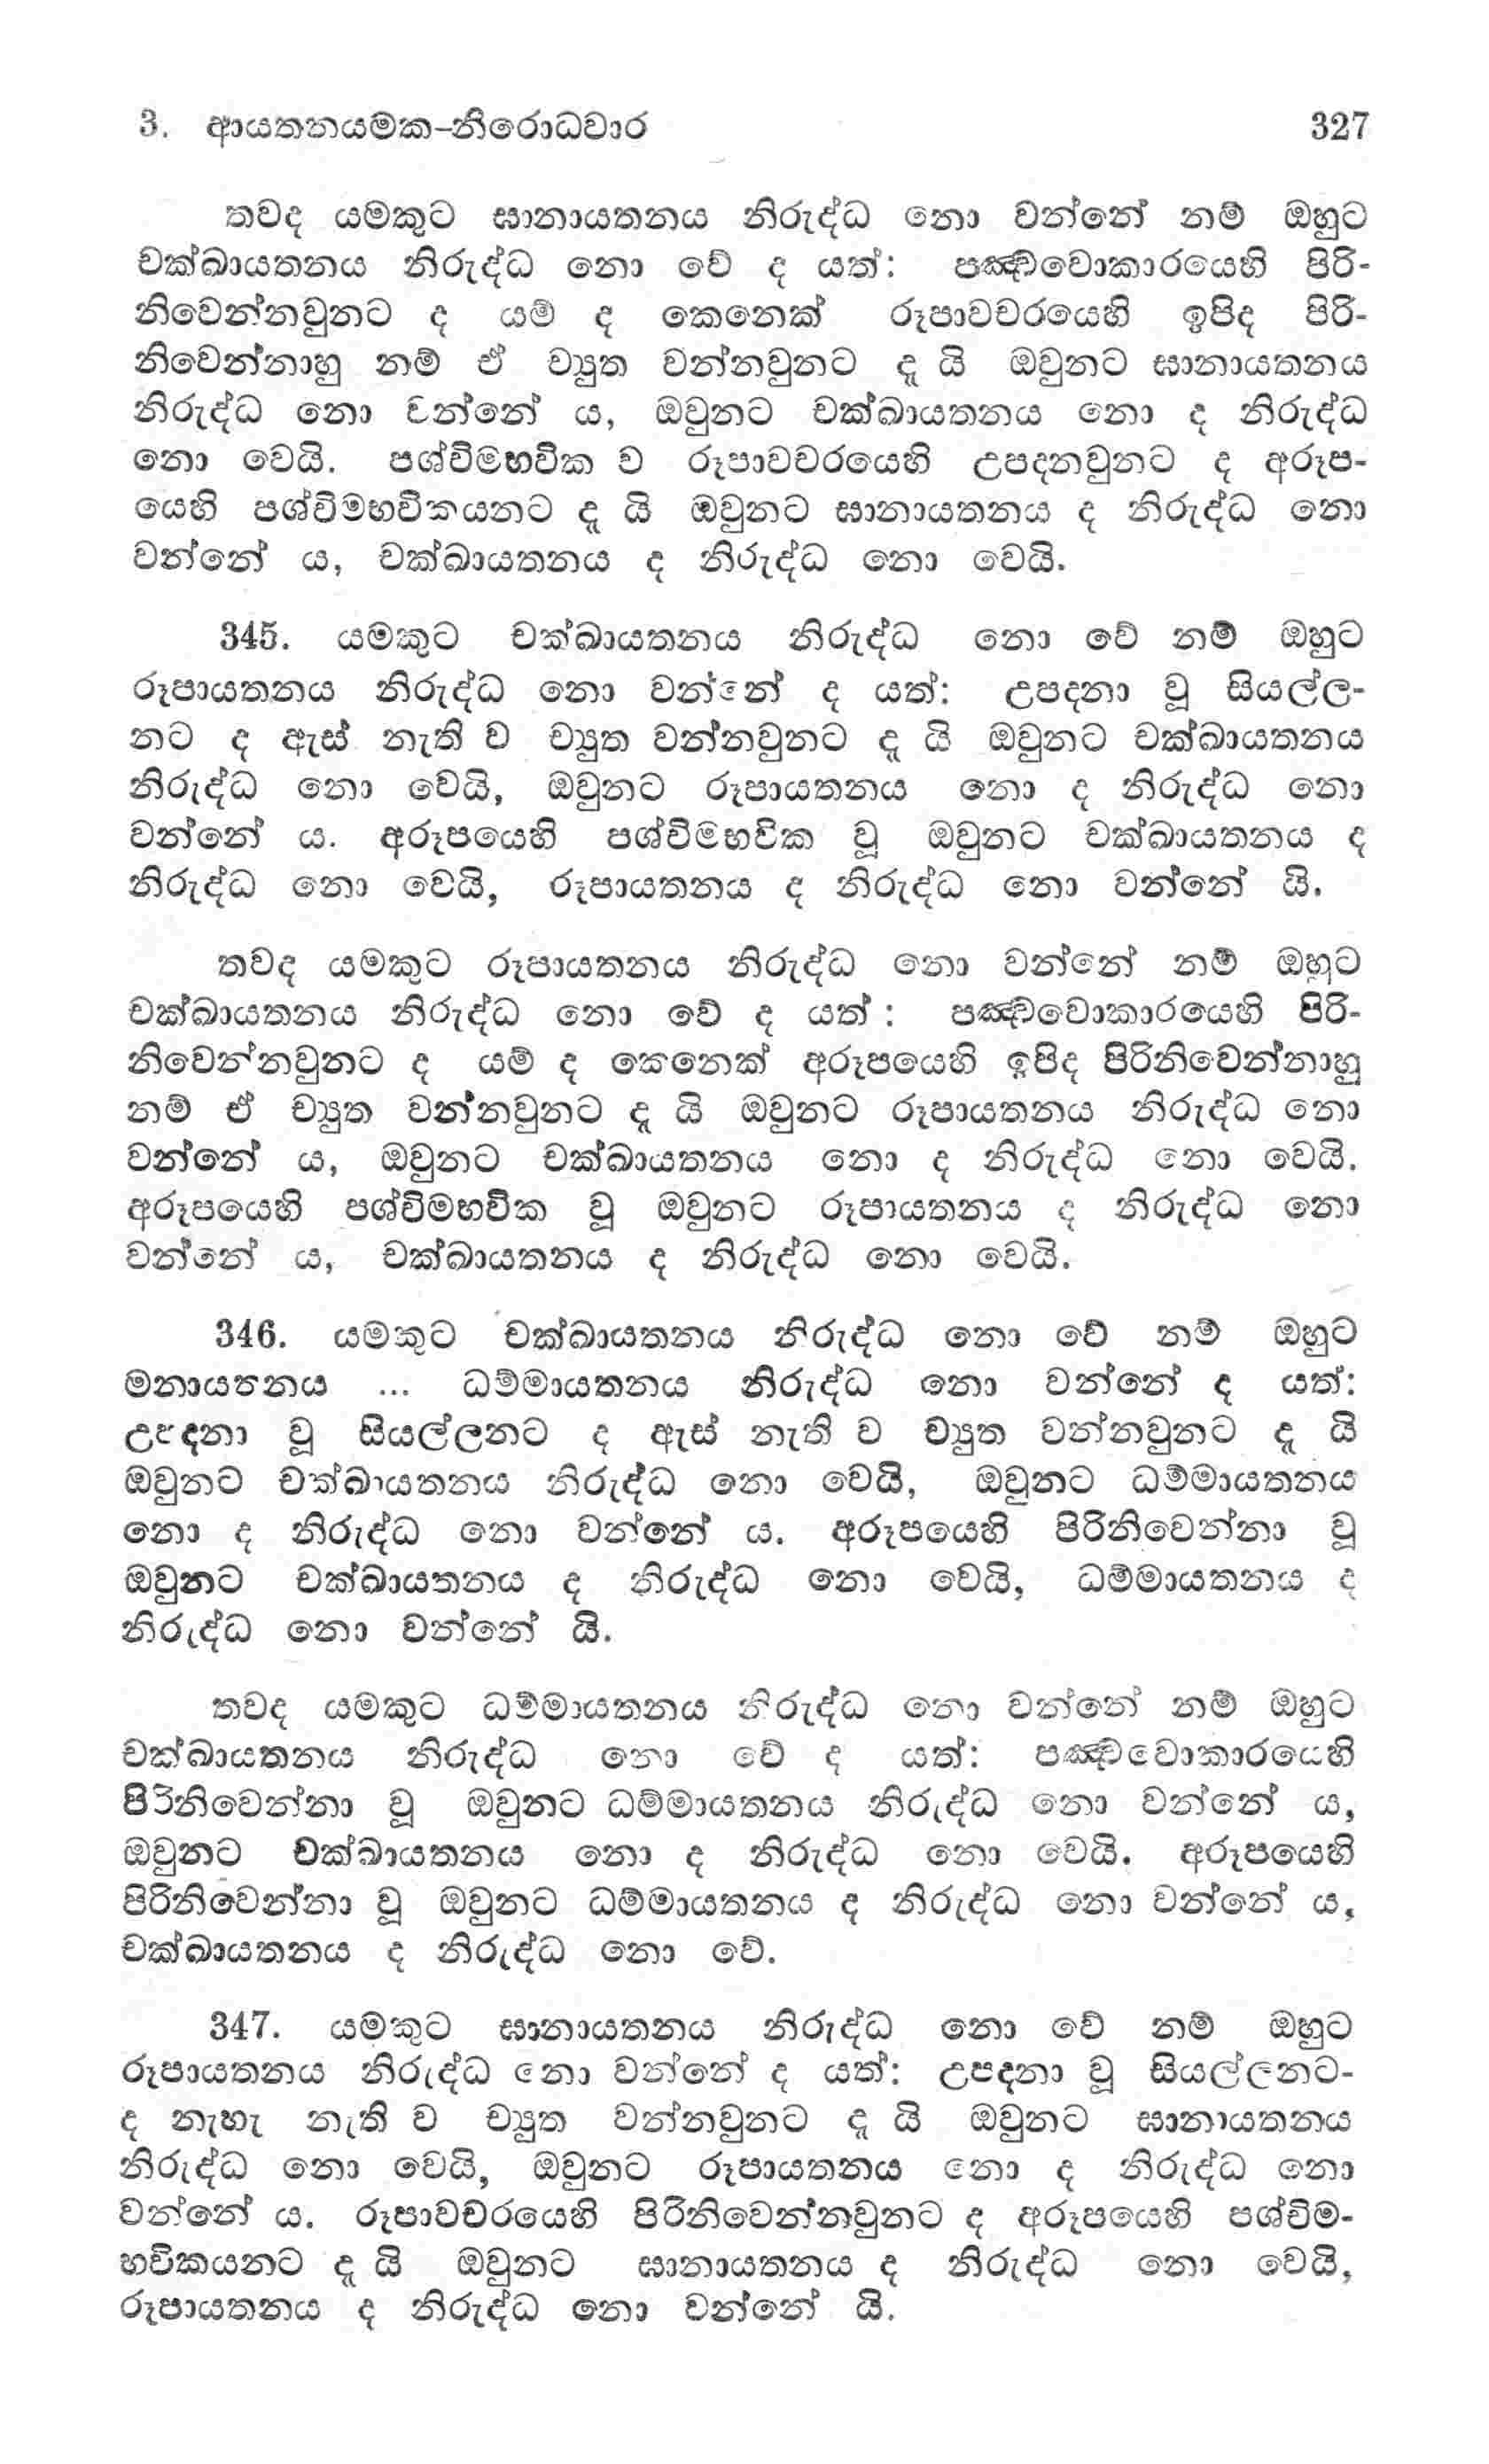 3. ආයතනයමක-නිරොධවාර 327
තවද යමකුට ඝානායතනය නිරුද්ධ නො වන්නේ නම් ඔහුට
චක්ඛායතනය නිරුද්ධ නො වේ ද යත්: පඤ්චවොකාරයෙහි පිරි-
නිවෙන්නවුනට ද යම් ද කෙනෙක් රූපාවචරයෙහි ඉපිද පිරි-
නිවෙන්නාහු නම් ඒ ච්‍යුත වන්නවුනට දැ යි ඔවුනට ඝානායතනය
නිරුද්ධ නො වන්නේ ය, ඔවුනට චක්ඛායතනය නො ද නිරුද්ධ
නො වෙයි. පශ්චිමභවික ව රූපාවචරයෙහි උපදනවුනට ද අරූප-
යෙහි පශ්චිමභවිකයනට දැ යි ඔවුනට ඝානායතනය ද නිරුද්ධ නො
වන්නේ ය, චක්ඛායතනය ද නිරුද්ධ නො වෙයි.
345. යමකුට චක්ඛායතනය නිරුද්ධ නො වේ නම් ඔහුට
රූපායතනය නිරුද්ධ නො වන්නේ ද යත්: උපදනා වූ සියල්ල-
නට ද ඇස් නැති ව ච්‍යුත වන්නවුනට දැ යි ඔවුනට චක්ඛායතනය
නිරුද්ධ නො වෙයි, ඔවුනට රූපායතනය නො ද නිරුද්ධ නො
වන්නේ ය. අරූපයෙහි පශ්චිමභවික වූ ඔවුනට චක්ඛායතනය ද
නිරුද්ධ නො වෙයි, රූපායතනය ද නිරුද්ධ නො වන්නේ යි.
තවද යමකුට රූපායතනය නිරුද්ධ නො වන්නේ නම් ඔහුට
චක්ඛායතනය නිරුද්ධ නො වේ ද යත් : පඤ්චවොකාරයෙහි පිරි-
නිවෙන්නවුනට ද යම් ද කෙනෙක් අරූපයෙහි ඉපිද පිරිනිවෙන්නාහු
නම් ඒ ච්‍යුත වන්නවුනට දැ යි ඔවුනට රූපායතනය නිරුද්ධ නො
වන්නේ ය, ඔවුනට චක්ඛායතනය නො ද නිරුද්ධ නො වෙයි.
අරූපයෙහි පශ්චිමභවික වූ ඔවුනට රූපායතනය ද නිරුද්ධ නො
වන්නේ ය, චක්ඛායතනය ද නිරුද්ධ නො වෙයි.
346. යමකුට චක්ඛායතනය නිරුද්ධ නො වේ නම් ඔහුට
මනායතනය ... ධම්මායතනය නිරුද්ධ නො වන්නේ ද යත්:
උපදනා වූ සියල්ලනට ද ඇස් නැති ව ච්‍යුත වන්නවුනට දැ යි
ඔවුනට චක්ඛායතනය නිරුද්ධ නො වෙයි, ඔවුනට ධම්මායතනය
නො ද නිරුද්ධ නො වන්නේ ය. අරූපයෙහි පිරිනිවෙන්නා වූ
ඔවුනට චක්ඛායතනය ද නිරුද්ධ නො වෙයි, ධම්මායතනය ද
නිරුද්ධ නො වන්නේ යි.
තවද යමකුට ධම්මායතනය නිරුද්ධ නො වන්නේ නම් ඔහුට
චක්ඛායතනය නිරුද්ධ නො වේ ද යත්: පඤ්චවොකාරයෙහි
පිරිනිවෙන්නා වූ ඔවුනට ධම්මායතනය නිරුද්ධ නො වන්නේ ය,
ඔවුනට චක්ඛායතනය නො ද නිරුද්ධ නො වෙයි. අරූපයෙහි
පිරිනිවෙන්නා වූ ඔවුනට ධම්මායතනය ද නිරුද්ධ නො වන්නේ ය,
චක්ඛායතනය ද නිරුද්ධ නො වේ.
347. යමකුට ඝානායතනය නිරුද්ධ නො වේ නම් ඔහුට
රූපායතනය නිරුද්ධ නො වන්නේ ද යත්: උපදනා වූ සියල්ලනට-
ද නැහැ නැති ව ච්‍යුත වන්නවුනට දැ යි ඔවුනට ඝානායතනය
නිරුද්ධ නො වෙයි, ඔවුනට රූපායතනය නො ද නිරුද්ධ නො
වන්නේ ය. රූපාවචරයෙහි පිරිනිවෙන්නවුනට ද අරූපයෙහි පශ්චිම-
භවිකයනට දැ යි ඔවුනට ඝානායතනය ද නිරුද්ධ නො වෙයි,
රූපායතනය ද නිරුද්ධ නො වන්නේ යි.